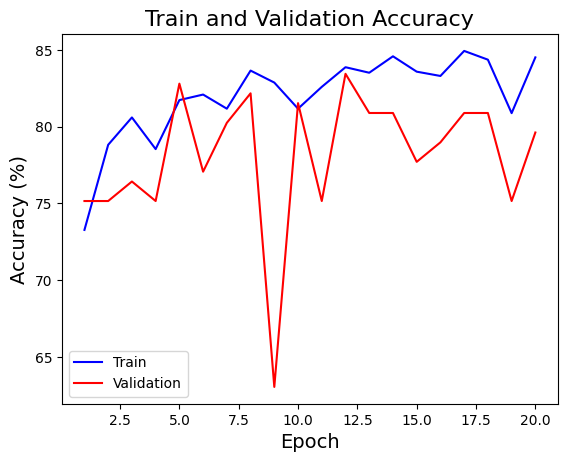 Train and Validation Accuracy
Accuracy (%)
85
80
75
70
65
Train
Validation
2.5 5.0 7.5 10.0 12.5 15.0 17.5 20.0
Epoch